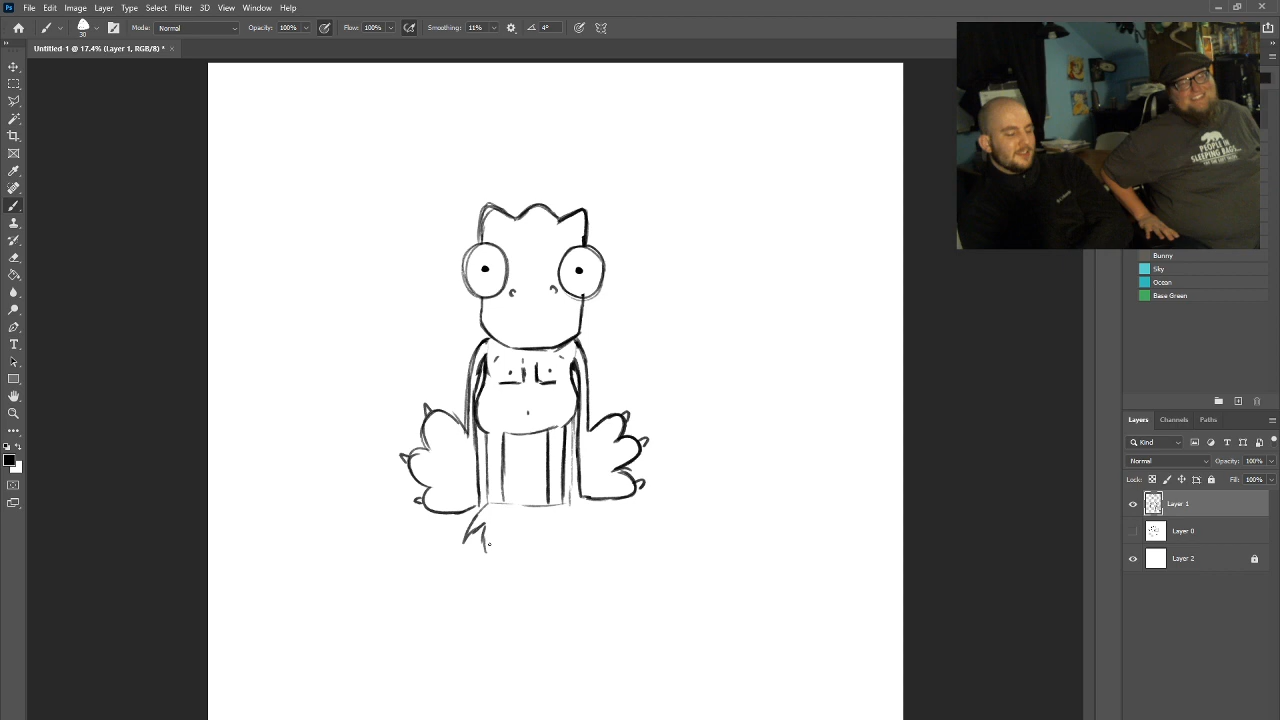 File Edit Image Layer Type Select Filter 3D View Window Help
Mode: Normal Opacity: 100% Flow: 100% Smoothing: 11% 4°
30
Untitled-1 @ 17.4% (Layer 1, RGB/8) *
PEOPLE IN
SLEEPING BAGS
Bunny
Sky
Ocean
Base Green
Layers Channels Paths
Kind
Normal Opacity: 100%
Lock: Fill: 100%
Layer 1
Layer 0
Layer 2